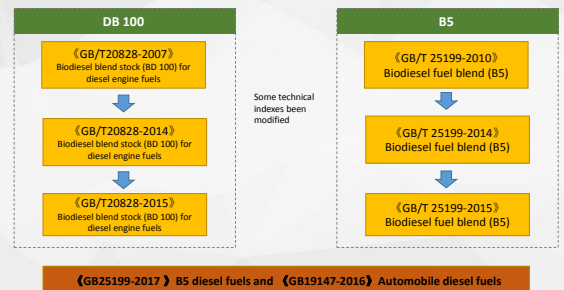 DB 100
《GB/T20828-2007》
Biodiesel blend stock (BD 100) for
diesel engine fuels
《GB/T20828-2014》
Biodiesel blend stock (BD 100) for
diesel engine fuels
《GB/T20828-2015》
Biodiesel blend stock (BD 100) for
diesel engine fuels
Some technical
indexes been
modified
B5
《GB/T 25199-2010》
Biodiesel fuel blend (B5)
《GB/T 25199-2014》
Biodiesel fuel blend (B5)
《GB/T 25199-2015》
Biodiesel fuel blend (B5)
《GB25199-2017 》 B5 diesel fuels and 《GB19147-2016》 Automobile diesel fuels